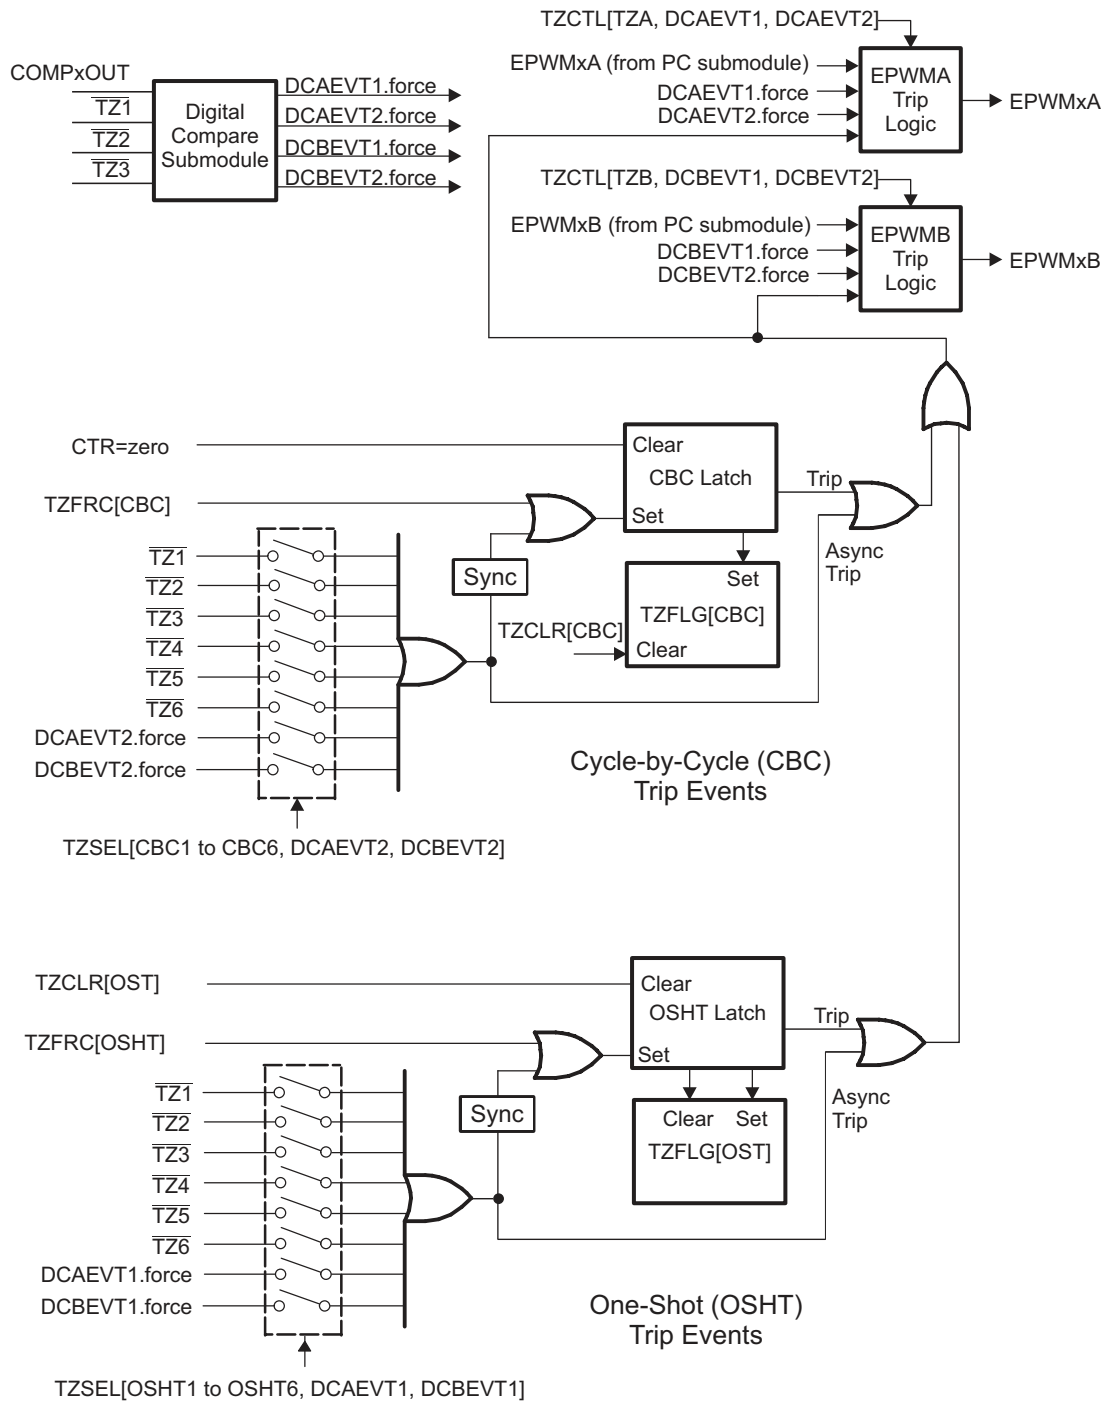 TZCTL[TZA, DCAEVT1, DCAEVT2]
COMPxOUT
TZ1
TZ2
TZ3
Digital
Compare
Submodule
DCAEVT1.force
DCAEVT2.force
DCBEVT1.force
DCBEVT2.force
EPWMxA (from PC submodule)
DCAEVT1.force
DCAEVT2.force
EPWMA
Trip
Logic
EPWMxA
TZCTL[TZB, DCBEVT1, DCBEVT2]
EPWMxB (from PC submodule)
DCBEVT1.force
DCBEVT2.force
EPWMB
Trip
Logic
EPWMxB
CTR=zero
TZFRC[CBC]
Clear
CBC Latch
Set
Trip
Async
Trip
Sync
Set
TZFLG[CBC]
Clear
TZCLR[CBC]
TZ1
TZ2
TZ3
TZ4
TZ5
TZ6
DCAEVT2.force
DCBEVT2.force
Cycle-by-Cycle (CBC)
Trip Events
TZSEL[CBC1 to CBC6, DCAEVT2, DCBEVT2]
TZCLR[OST]
TZFRC[OSHT]
Clear
OSHT Latch
Set
Trip
Async
Trip
Sync
Clear Set
TZFLG[OST]
TZ1
TZ2
TZ3
TZ4
TZ5
TZ6
DCAEVT1.force
DCBEVT1.force
One-Shot (OSHT)
Trip Events
TZSEL[OSHT1 to OSHT6, DCAEVT1, DCBEVT1]